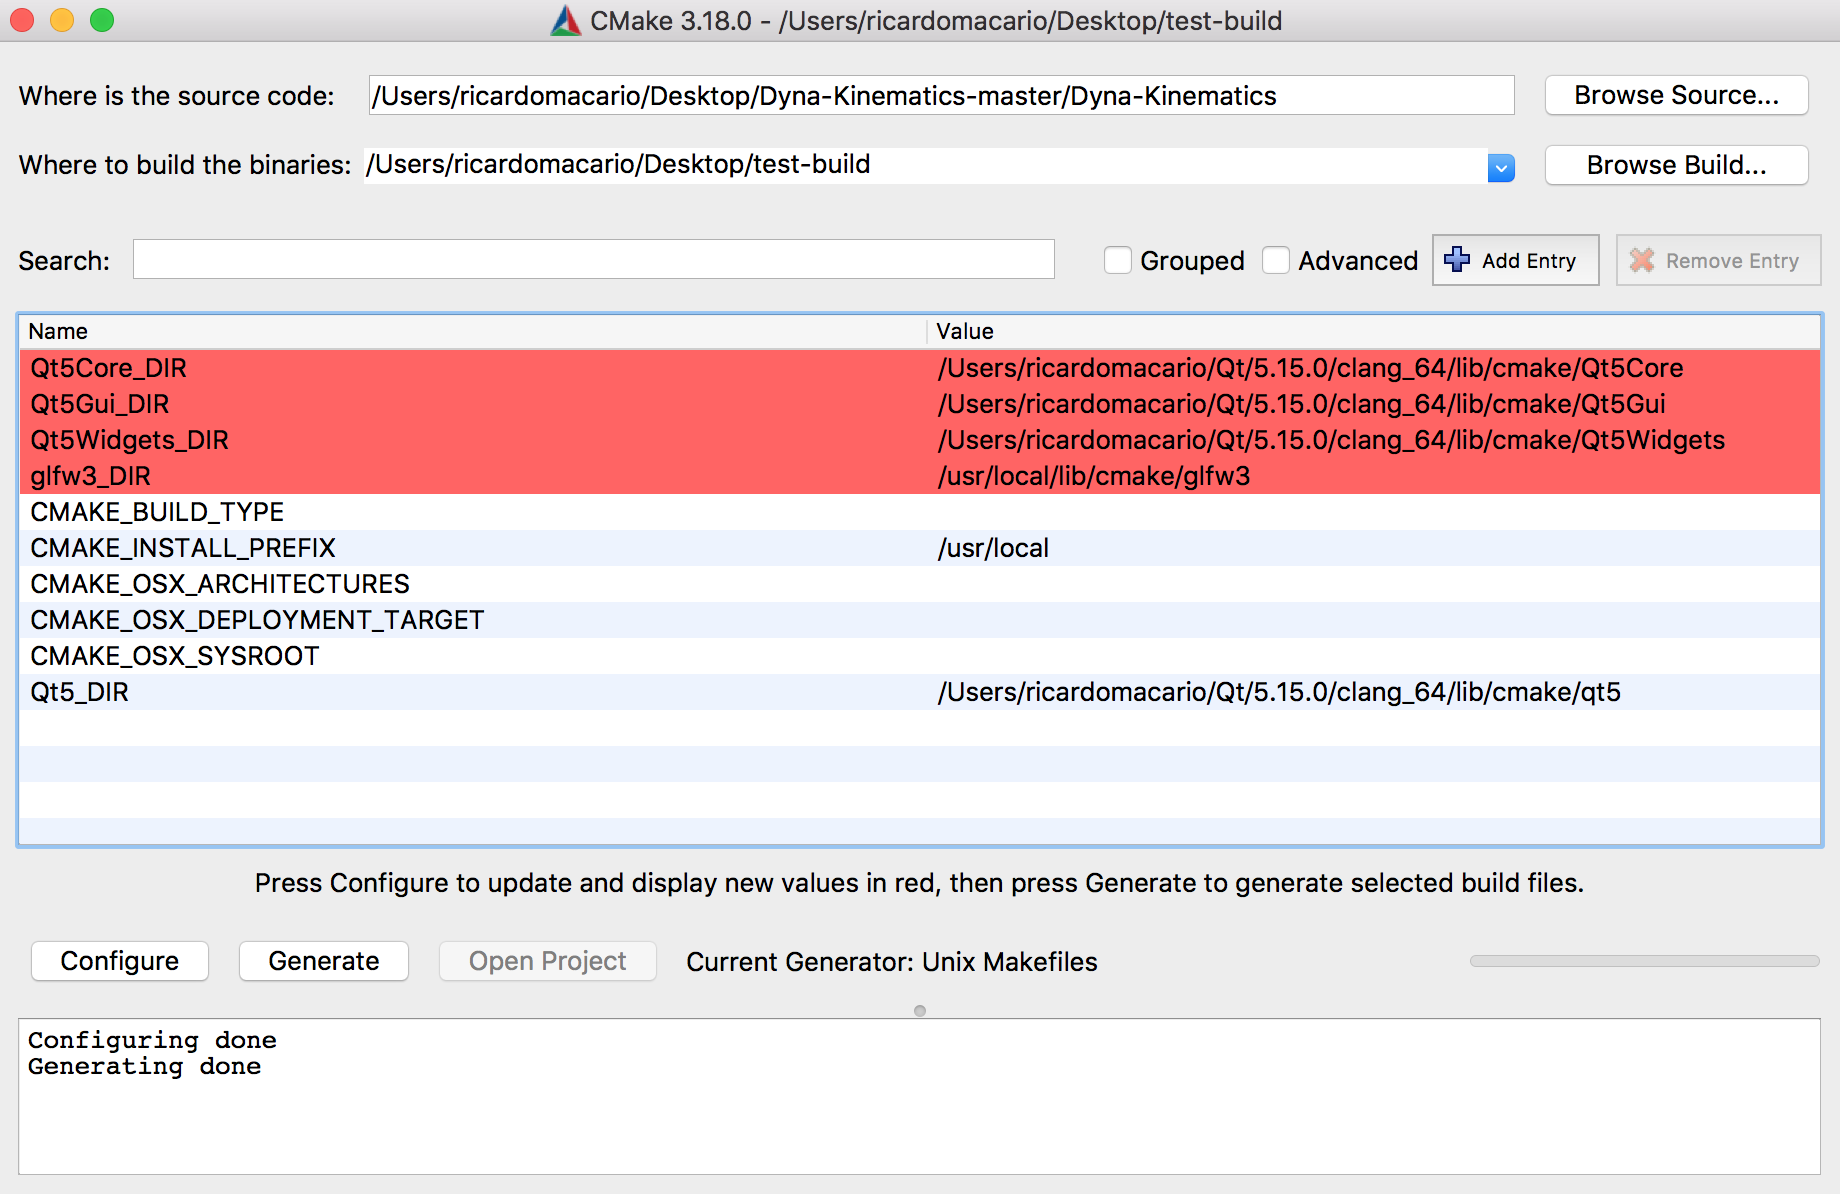 CMake 3.18.0 - /Users/ricardomacario/Desktop/test-build
Where is the source code: /Users/ricardomacario/Desktop/Dyna-Kinematics-master/Dyna-Kinematics Browse Source...
Where to build the binaries: /Users/ricardomacario/Desktop/test-build Browse Build...
Search: Grouped Advanced Add Entry Remove Entry
Name Value
Qt5Core_DIR /Users/ricardomacario/Qt/5.15.0/clang_64/lib/cmake/Qt5Core
Qt5Gui_DIR /Users/ricardomacario/Qt/5.15.0/clang_64/lib/cmake/Qt5Gui
Qt5Widgets_DIR /Users/ricardomacario/Qt/5.15.0/clang_64/lib/cmake/Qt5Widgets
glfw3_DIR /usr/local/lib/cmake/glfw3
CMAKE_BUILD_TYPE
CMAKE_INSTALL_PREFIX /usr/local
CMAKE_OSX_ARCHITECTURES
CMAKE_OSX_DEPLOYMENT_TARGET
CMAKE_OSX_SYSROOT
Qt5_DIR /Users/ricardomacario/Qt/5.15.0/clang_64/lib/cmake/qt5
Press Configure to update and display new values in red, then press Generate to generate selected build files.
Configure Generate Open Project Current Generator: Unix Makefiles
Configuring done
Generating done